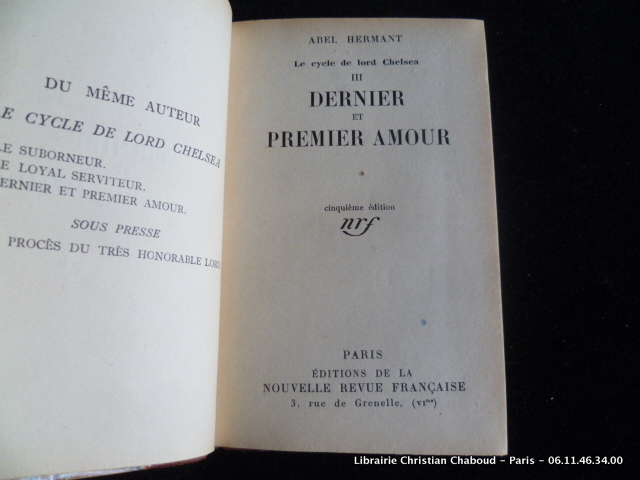 DU MÊME AUTEUR
E CYCLE DE LORD CHELSEA
E SUBORNEUR.
E LOYAL SERVITEUR.
ERNIER ET PREMIER AMOUR.
SOUS PRESSE
PROCÈS DU TRÈS HONORABLE LORD
ABEL HERMANT
Le cycle de lord Chelsea
III
DERNIER
ET
PREMIER AMOUR
cinquième édition
nrf
PARIS
ÉDITIONS DE LA
NOUVELLE REVUE FRANÇAISE
3, rue de Grenelle, (VIme)
Librairie Christian Chaboud - Paris - 06.11.46.34.00